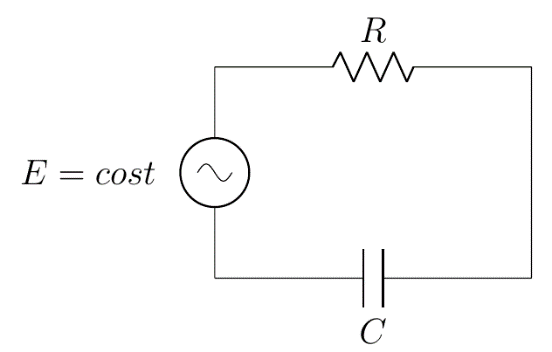 R
E = cost
C